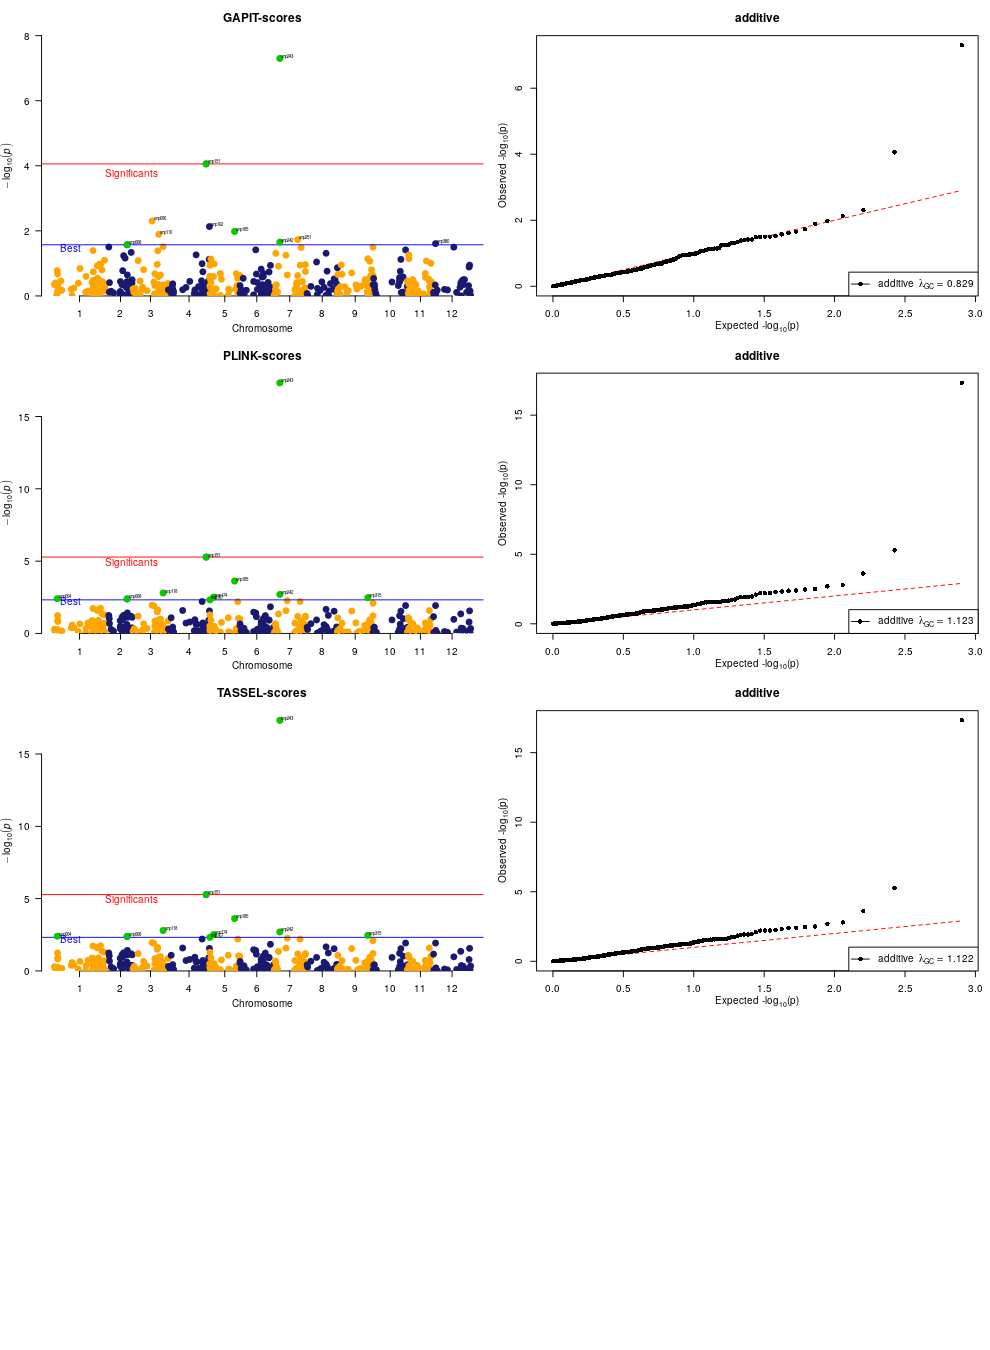 GAPIT-scores
− log10(p)
8
6
4
2
0
Significants
Best
1 2 3 4 5 6 7 8 9 10 11 12
Chromosome
additive
Observed -log10(p)
6
4
2
0
additive λGC = 0.829
0.0 0.5 1.0 1.5 2.0 2.5 3.0
Expected -log10(p)
PLINK-scores
− log10(p)
15
10
5
0
Significants
Best
1 2 3 4 5 6 7 8 9 10 11 12
Chromosome
additive
Observed -log10(p)
15
10
5
0
additive λGC = 1.123
0.0 0.5 1.0 1.5 2.0 2.5 3.0
Expected -log10(p)
TASSEL-scores
− log10(p)
15
10
5
0
Significants
Best
1 2 3 4 5 6 7 8 9 10 11 12
Chromosome
additive
Observed -log10(p)
15
10
5
0
additive λGC = 1.122
0.0 0.5 1.0 1.5 2.0 2.5 3.0
Expected -log10(p)